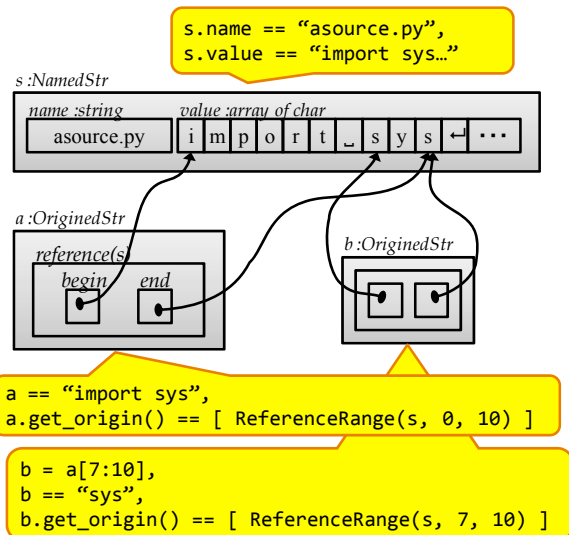 s.name == “asource.py”,
s.value == “import sys…”
s :NamedStr
name :string
value :array of char
asource.py
i m p o r t ␣ s y s ↵ ···
a :OriginedStr
reference(s)
begin end
b :OriginedStr
a == “import sys”,
a.get_origin() == [ ReferenceRange(s, 0, 10) ]
b = a[7:10],
b == “sys”,
b.get_origin() == [ ReferenceRange(s, 7, 10) ]